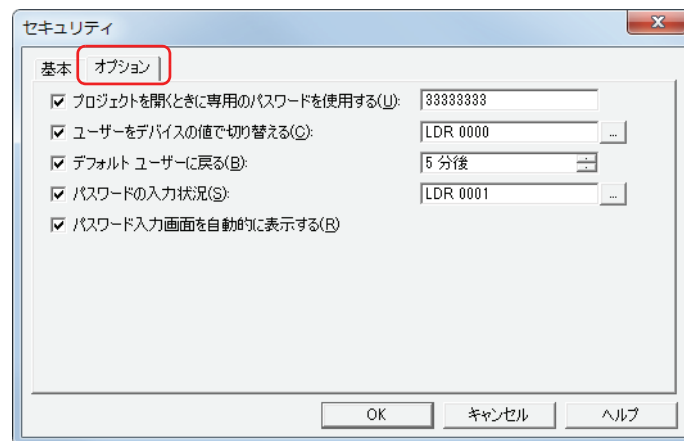 セキュリティ
基本 オプション
プロジェクトを開くときに専用のパスワードを使用する(U): 33333333
ユーザーをデバイスの値で切り替える(C): LDR 0000 ...
デフォルト ユーザーに戻る(B): 5 分後
パスワードの入力状況(S): LDR 0001 ...
パスワード入力画面を自動的に表示する(R)
OK キャンセル ヘルプ